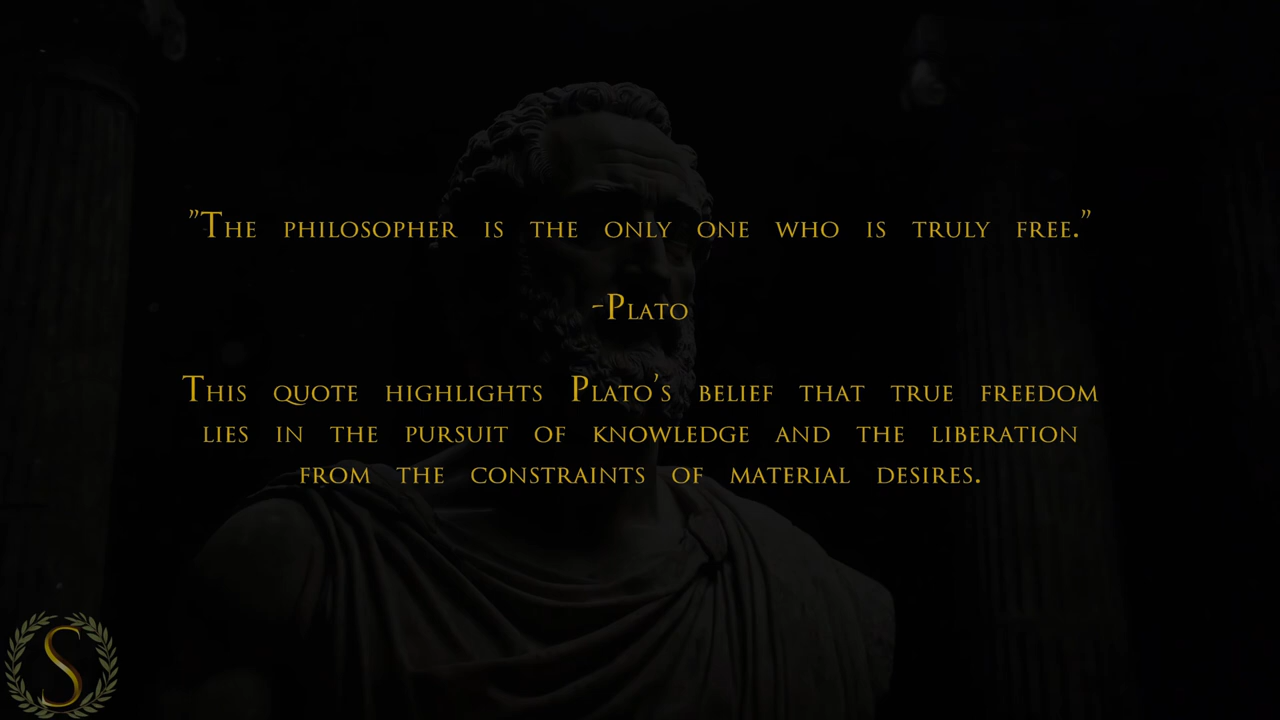 "The philosopher is the only one who is truly free."
-Plato
This quote highlights Plato's belief that true freedom
lies in the pursuit of knowledge and the liberation
from the constraints of material desires.
S